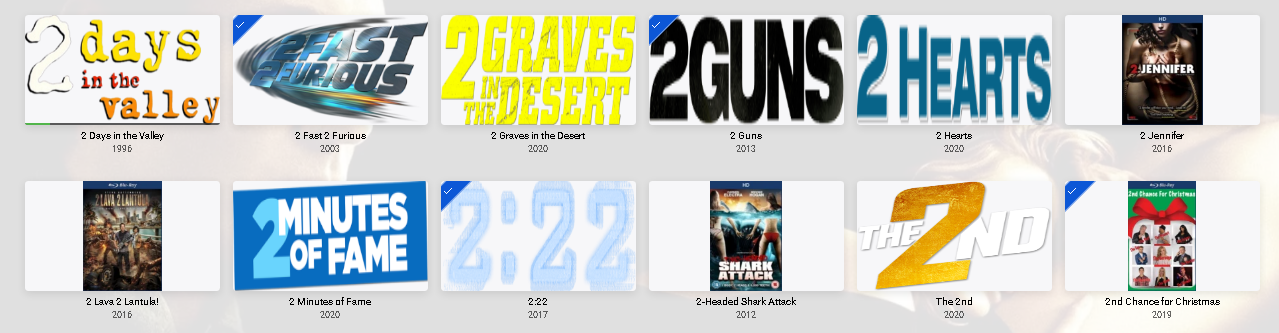 2 days
in the
valley
2 FAST
2 FURIOUS
2 GRAVES
IN THE DESERT
2GUNS
2 HEARTS
HD
2 JENNIFER
2 Days in the Valley
2 Fast 2 Furious
2 Graves in the Desert
2 Guns
2 Hearts
2 Jennifer
1996
2003
2020
2013
2020
2016
Blu-ray
2 LAVA 2 LANTULA!
2 MINUTES
OF FAME
2:22
HD
SHARK
ATTACK
THE 2ND
Blu-ray
2nd Chance For Christmas
2 Lava 2 Lantula!
2 Minutes of Fame
2:22
2-Headed Shark Attack
The 2nd
2nd Chance for Christmas
2016
2020
2017
2012
2020
2019